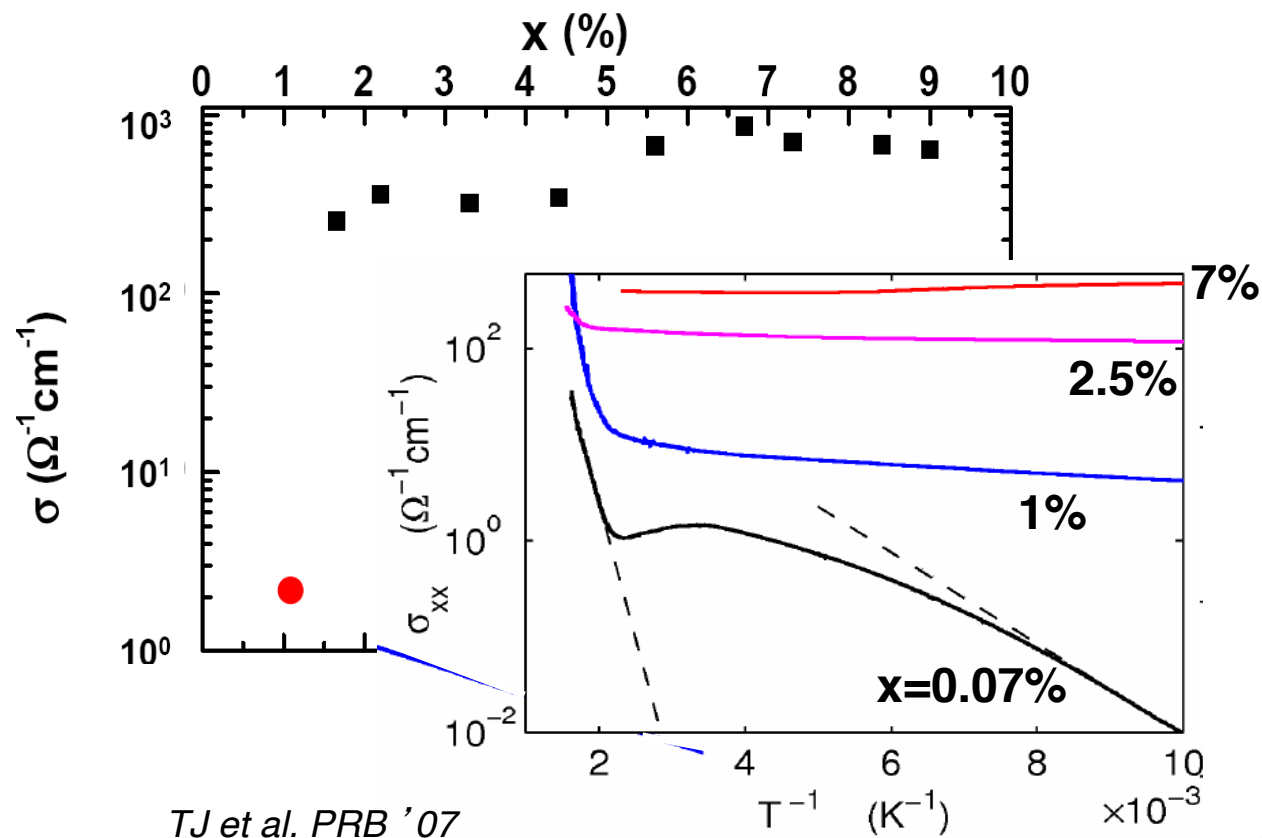 x (%)
0 1 2 3 4 5 6 7 8 9 10
10³
10²
10¹
10⁰
σ (Ω⁻¹cm⁻¹)
7%
2.5%
1%
x=0.07%
10²
10⁰
10⁻²
σxx (Ω⁻¹cm⁻¹)
2 4 6 8 10
T⁻¹ (K⁻¹) ×10⁻³
TJ et al. PRB ’07